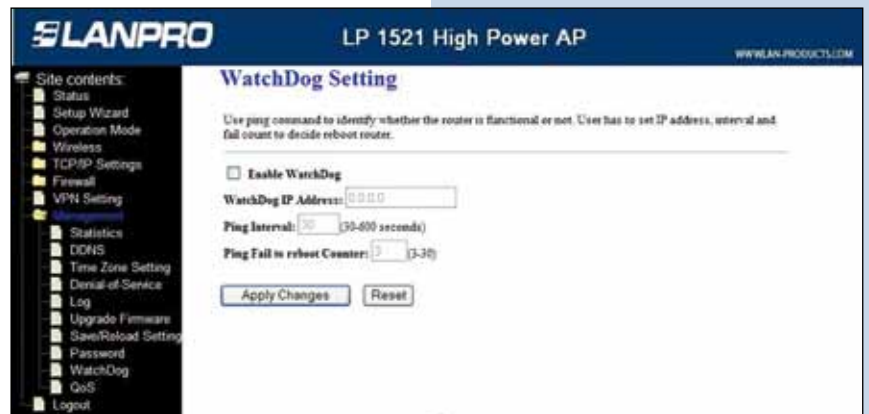 LANPRO
LP 1521 High Power AP
WWW.LAN-PRODUCTS.COM
Site contents:
Status
Setup Wizard
Operation Mode
Wireless
TCP/IP Settings
Firewall
VPN Setting
Management
Statistics
DDNS
Time Zone Setting
Denial-of-Service
Log
Upgrade Firmware
Save/Reload Setting
Password
WatchDog
QoS
Logout
WatchDog Setting
Use ping command to identify whether the router is functional or not. User has to set IP address, interval and
fail count to decide reboot router.
Enable WatchDog
WatchDog IP Address: 0.0.0.0
Ping Interval: 30 (30-600 seconds)
Ping Fail to reboot Counter: 3 (3-30)
Apply Changes Reset